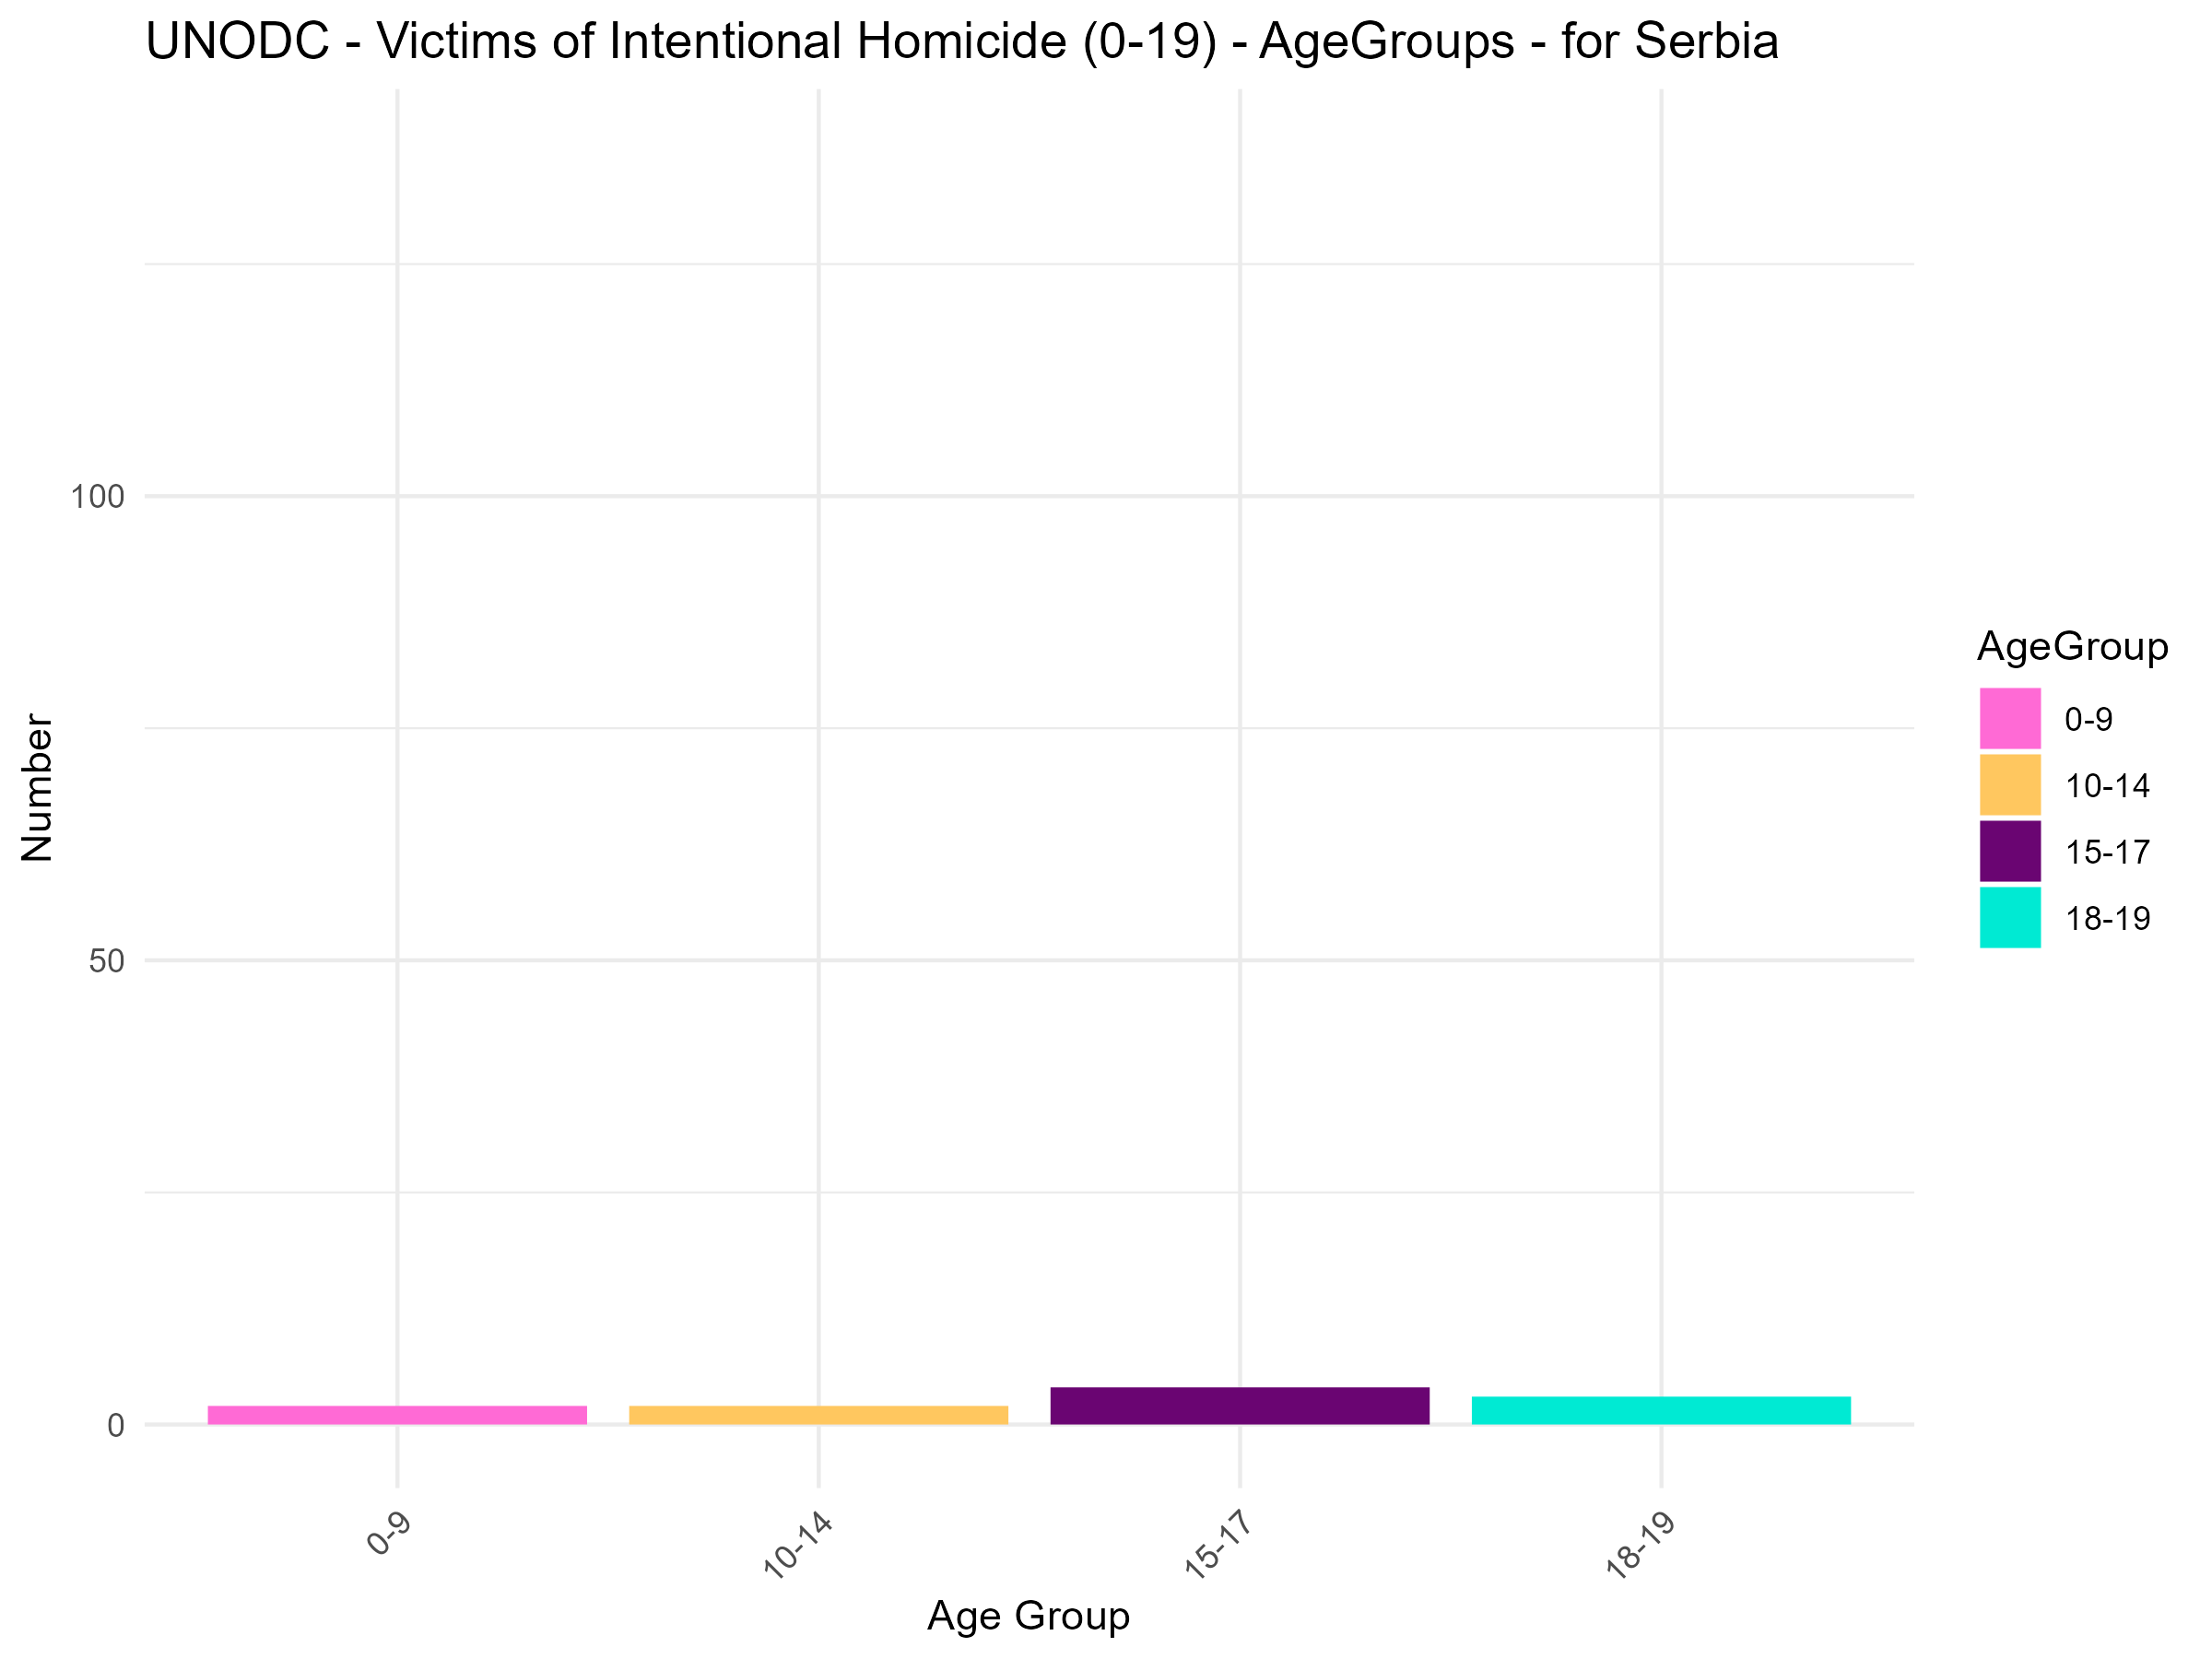 UNODC - Victims of Intentional Homicide (0-19) - AgeGroups - for Serbia
100
50
0
Number
0-9
10-14
15-17
18-19
Age Group
AgeGroup
0-9
10-14
15-17
18-19